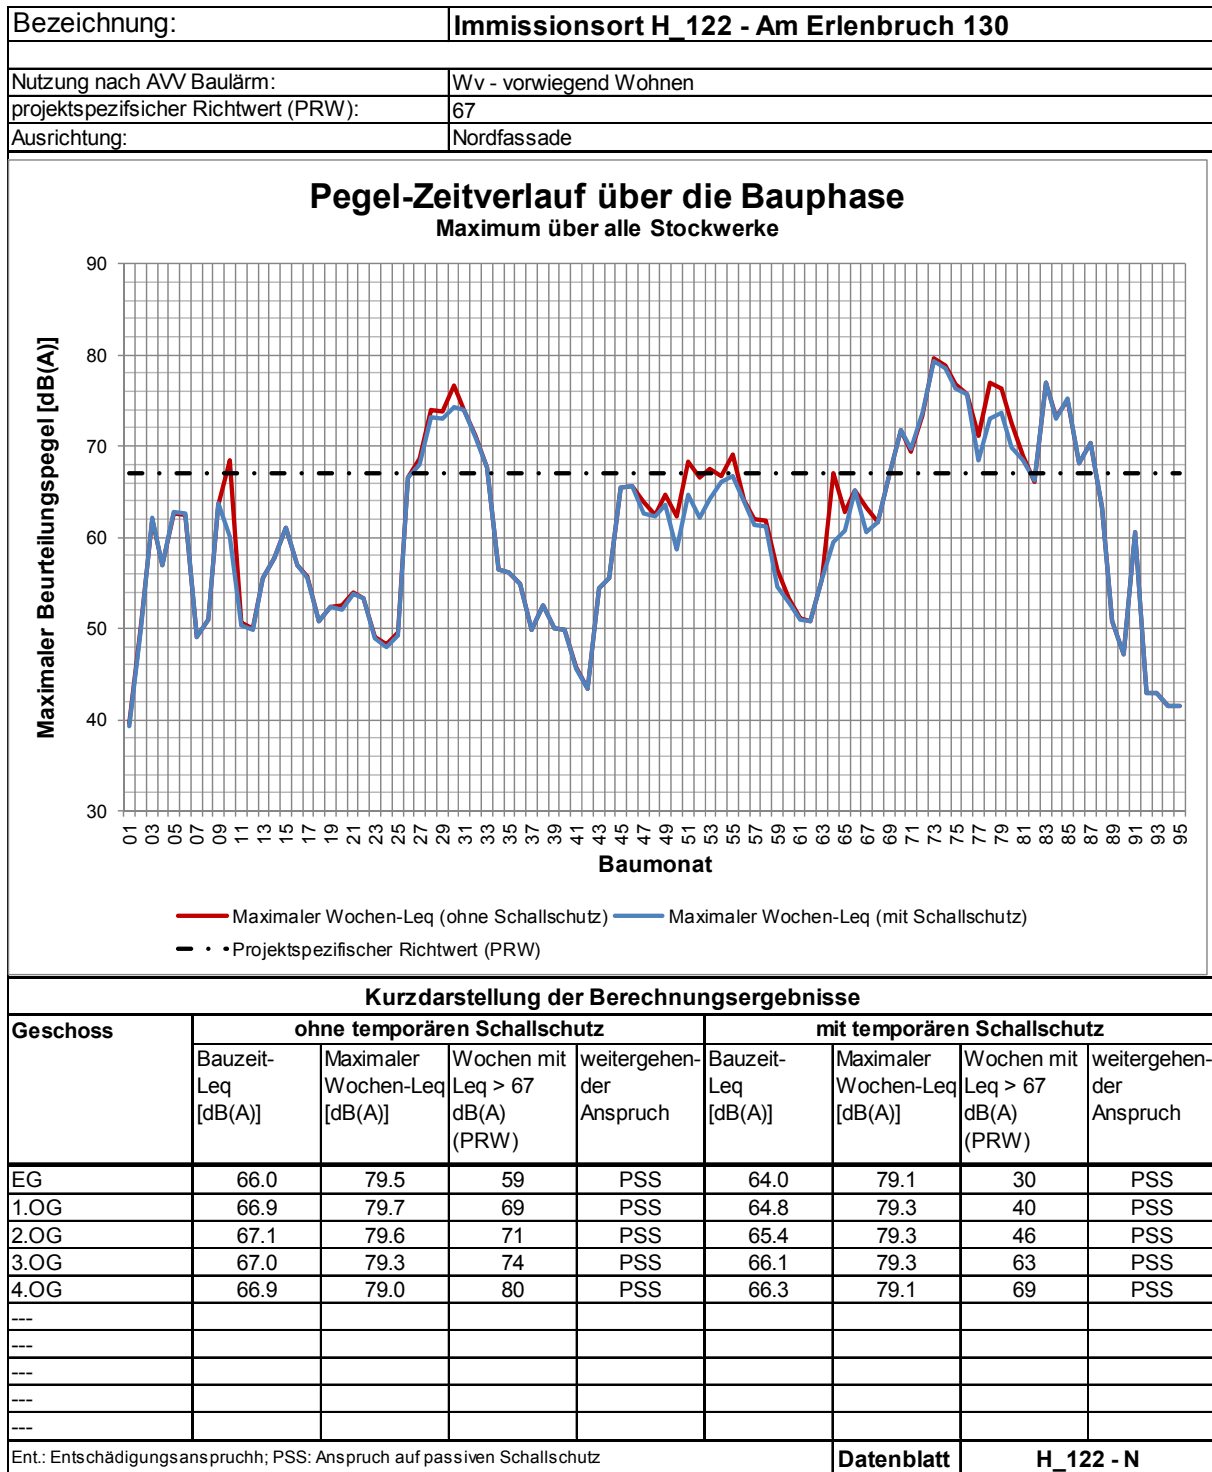 Bezeichnung: Immissionsort H_122 - Am Erlenbruch 130
Nutzung nach AVV Baulärm: Wv - vorwiegend Wohnen
projektspezifsicher Richtwert (PRW): 67
Ausrichtung: Nordfassade
Pegel-Zeitverlauf über die Bauphase
Maximum über alle Stockwerke
Maximaler Beurteilungspegel [dB(A)]
90
80
70
60
50
40
30
01 03 05 07 09 11 13 15 17 19 21 23 25 27 29 31 33 35 37 39 41 43 45 47 49 51 53 55 57 59 61 63 65 67 69 71 73 75 77 79 81 83 85 87 89 91 93 95
Baumonat
Maximaler Wochen-Leq (ohne Schallschutz) Maximaler Wochen-Leq (mit Schallschutz)
Projektspezifischer Richtwert (PRW)
Kurzdarstellung der Berechnungsergebnisse
Geschoss ohne temporären Schallschutz mit temporären Schallschutz
Bauzeit- Maximaler Wochen mit weitergehen- Bauzeit- Maximaler Wochen mit weitergehen-
Leq Wochen-Leq Leq > 67 der Leq Wochen-Leq Leq > 67 der
[dB(A)] [dB(A)] dB(A) Anspruch [dB(A)] [dB(A)] dB(A) Anspruch
(PRW) (PRW)
EG 66.0 79.5 59 PSS 64.0 79.1 30 PSS
1.OG 66.9 79.7 69 PSS 64.8 79.3 40 PSS
2.OG 67.1 79.6 71 PSS 65.4 79.3 46 PSS
3.OG 67.0 79.3 74 PSS 66.1 79.3 63 PSS
4.OG 66.9 79.0 80 PSS 66.3 79.1 69 PSS
---
---
---
---
---
Ent.: Entschädigungsanspruchh; PSS: Anspruch auf passiven Schallschutz Datenblatt H_122 - N